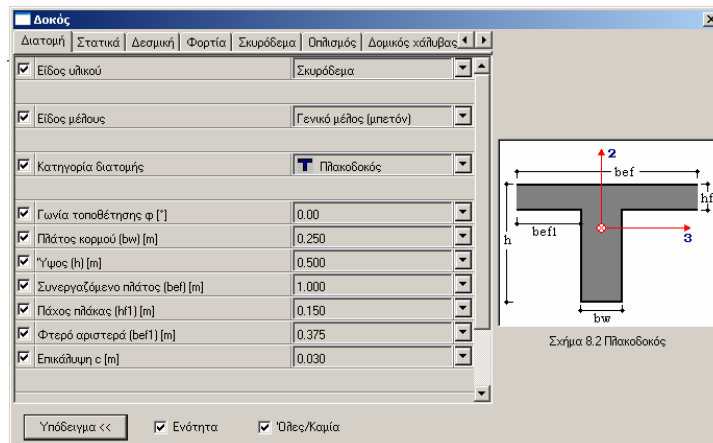 Δοκός
Διατομή Στατικά Δεσμική Φορτία Σκυρόδεμα Οπλισμός Δομικός χάλυβας
Είδος υλικού Σκυρόδεμα
Είδος μέλους Γενικό μέλος (μπετόν)
Κατηγορία διατομής Πλακοδοκός
Γωνία τοποθέτησης φ [°] 0.00
Πλάτος κορμού (bw) [m] 0.250
Ύψος (h) [m] 0.500
Συνεργαζόμενο πλάτος (bef) [m] 1.000
Πάχος πλάκας (hf1) [m] 0.150
Φτερό αριστερά (bef1) [m] 0.375
Επικάλυψη c [m] 0.030
2
bef
hf
h
bef1
3
bw
Σχήμα 8.2 Πλακοδοκός
Υπόδειγμα << Ενότητα Όλες/Καμία